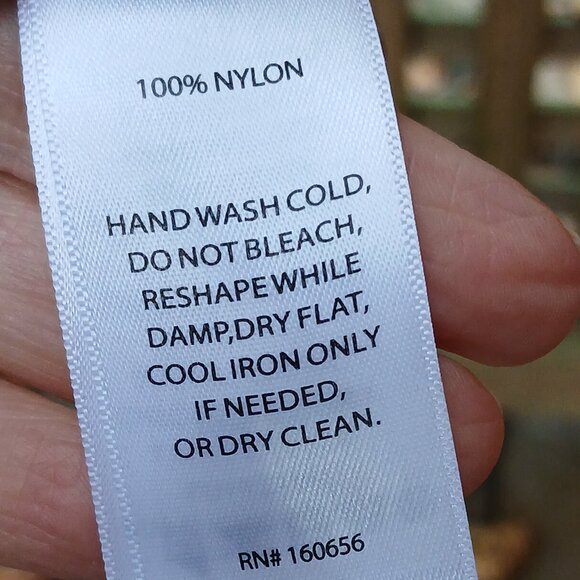 100% NYLON
HAND WASH COLD,
DO NOT BLEACH,
RESHAPE WHILE
DAMP,DRY FLAT,
COOL IRON ONLY
IF NEEDED,
OR DRY CLEAN.
RN# 160656